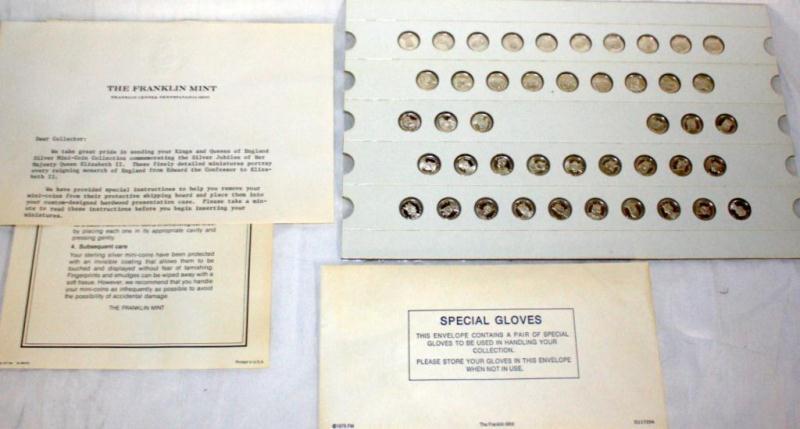 THE FRANKLIN MINT
FRANKLIN CENTER, PENNSYLVANIA 19063
Dear Collector:
We take great pride in sending your Kings and Queens of England
Silver Mini-Coin Collection commemorating the Silver Jubilee of Her
Majesty Queen Elizabeth II. These finely detailed miniatures portray
every reigning monarch of England from Edward the Confessor to Eliza-
beth II.
We have provided special instructions to help you remove your
mini-coins from their protective shipping board and place them into
your custom-designed hardwood presentation case. Please take a min-
ute to read these instructions before you begin inserting your
miniatures.
by placing each one in its appropriate cavity and
pressing gently.
4. Subsequent care
Your sterling silver mini-coins have been protected
with an invisible coating that allows them to be
touched and displayed without fear of tarnishing.
Fingerprints and smudges can be wiped away with a
soft tissue. However, we recommend that you handle
your mini-coins as infrequently as possible to avoid
the possibility of accidental damage.
THE FRANKLIN MINT
Printed in U.S.A.
SPECIAL GLOVES
THIS ENVELOPE CONTAINS A PAIR OF SPECIAL
GLOVES TO BE USED IN HANDLING YOUR
COLLECTION.
PLEASE STORE YOUR GLOVES IN THIS ENVELOPE
WHEN NOT IN USE.
The Franklin Mint